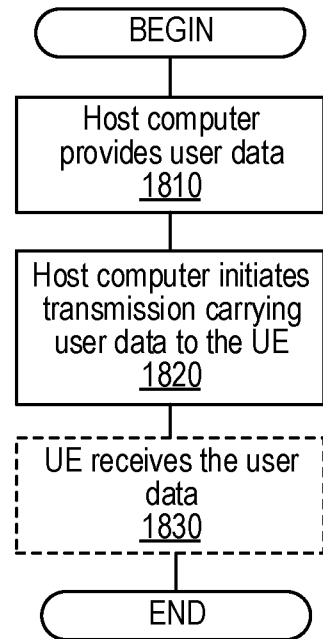 BEGIN
Host computer
provides user data
1810
Host computer initiates
transmission carrying
user data to the UE
1820
UE receives the user
data
1830
END